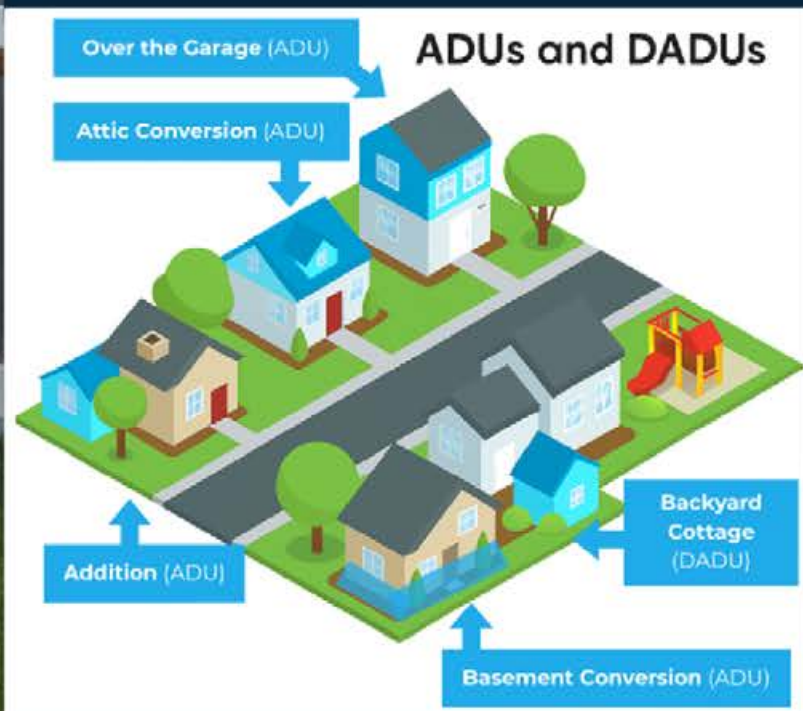 Over the Garage (ADU)
ADUs and DADUs
Attic Conversion (ADU)
Backyard
Cottage
(DADU)
Addition (ADU)
Basement Conversion (ADU)